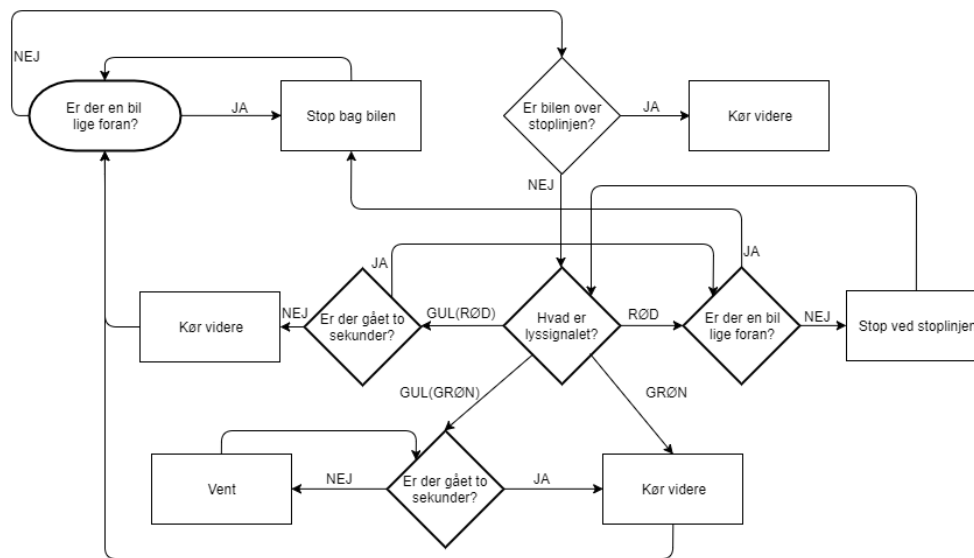 NEJ
Er der en bil
lige foran?
JA
Stop bag bilen
Er bilen over
stoplinjen?
JA
Kør videre
NEJ
JA
JA
Kør videre
NEJ
Er der gået to
sekunder?
GUL(RØD)
Hvad er
lyssignalet?
RØD
Er der en bil
lige foran?
NEJ
Stop ved stoplinjen
GUL(GRØN)
GRØN
Vent
NEJ
Er der gået to
sekunder?
JA
Kør videre